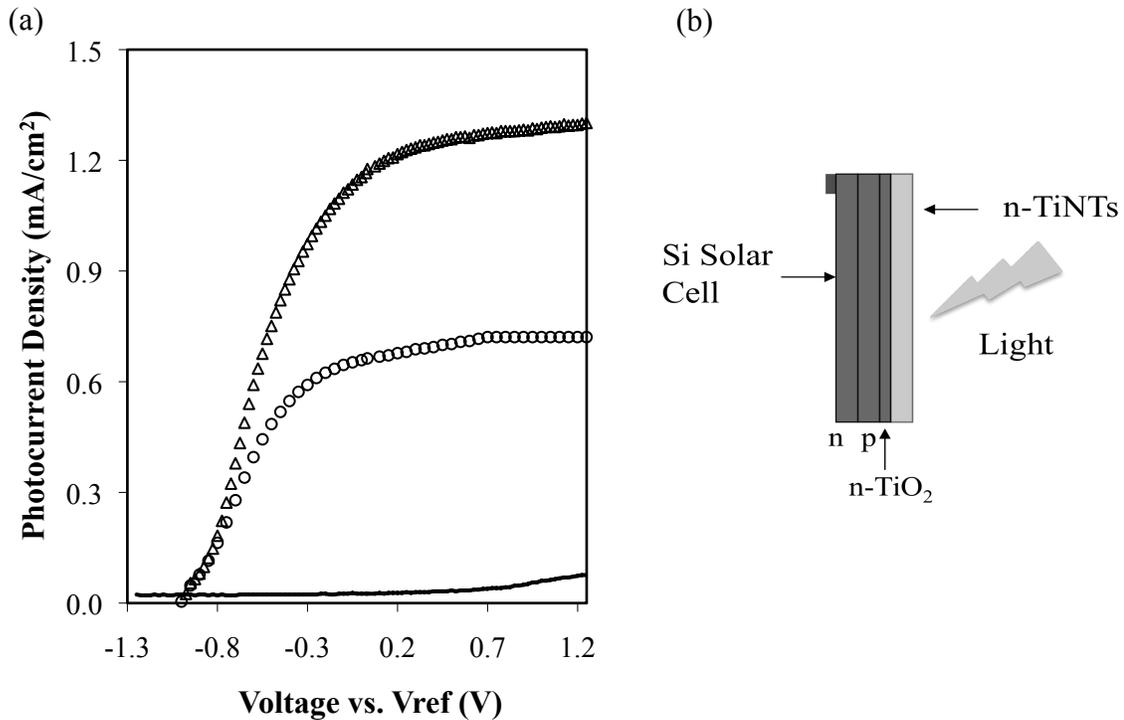 (a)
1.5
1.2
0.9
0.6
0.3
0.0
Photocurrent Density (mA/cm²)
-1.3 -0.8 -0.3 0.2 0.7 1.2
Voltage vs. Vref (V)
(b)
n-TiNTs
Si Solar
Cell
Light
n p
n-TiO₂